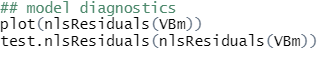 ## model diagnostics
plot(nlsResiduals(VBm))
test.nlsResiduals(nlsResiduals(VBm))